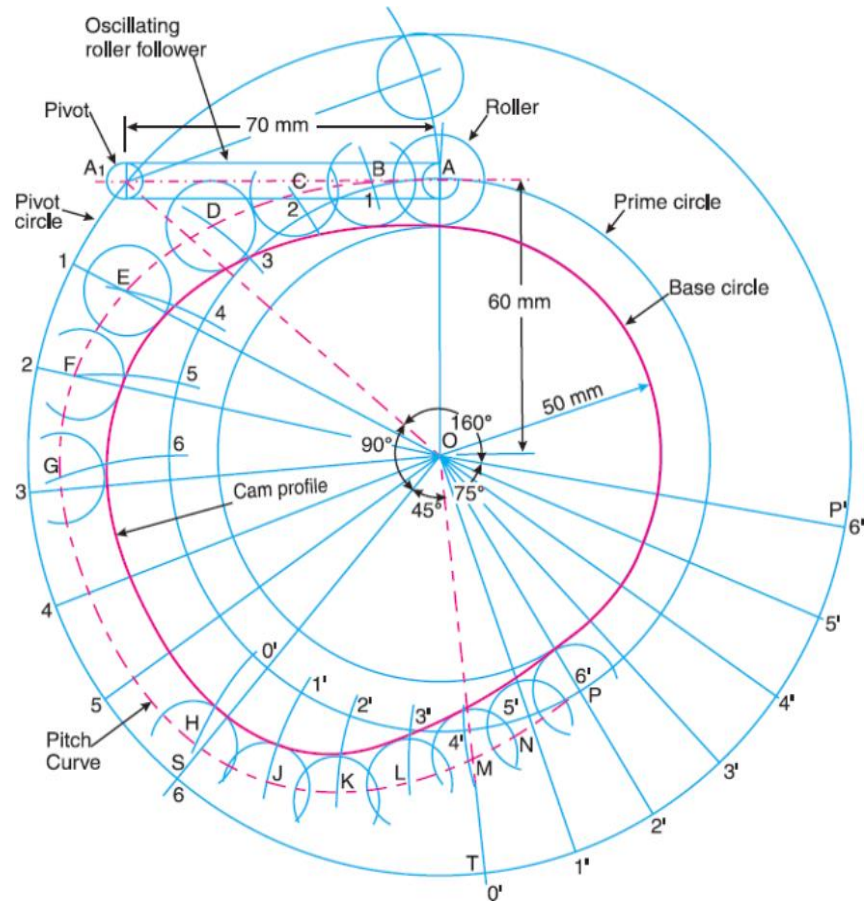 Oscillating
roller follower
Pivot
70 mm
Roller
A1
C
B
A
Pivot
circle
D
2
1
Prime circle
1
E
3
60 mm
Base circle
4
2
F
5
50 mm
O
160°
6
90°
G
3
Cam profile
75°
45°
P'
6'
4
5'
0'
5
1'
6'
4'
2'
P
H
3'
5'
Pitch
Curve
S
4'
N
J
K
L
M
3'
6
2'
T
1'
0'